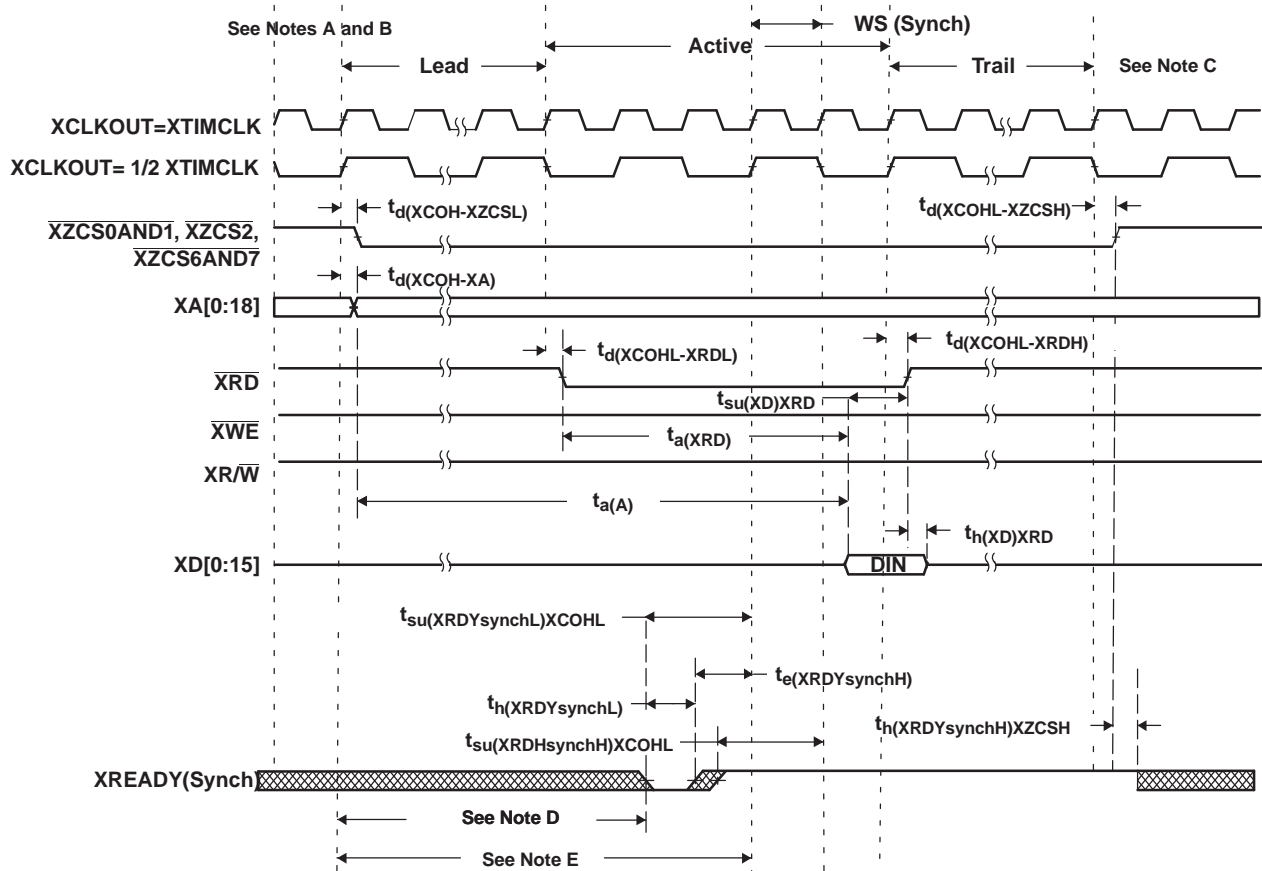 See Notes A and B
WS (Synch)
Active
Lead
Trail
See Note C
XCLKOUT=XTIMCLK
XCLKOUT= 1/2 XTIMCLK
td(XCOH-XZCSL)
td(XCOHL-XZCSH)
XZCS0AND1, XZCS2,
XZCS6AND7
td(XCOH-XA)
XA[0:18]
td(XCOHL-XRDL)
td(XCOHL-XRDH)
XRD
tsu(XD)XRD
XWE
ta(XRD)
XR/W
ta(A)
th(XD)XRD
XD[0:15]
DIN
tsu(XRDYsynchL)XCOHL
te(XRDYsynchH)
th(XRDYsynchL)
th(XRDYsynchH)XZCSH
tsu(XRDHsynchH)XCOHL
XREADY(Synch)
See Note D
See Note E